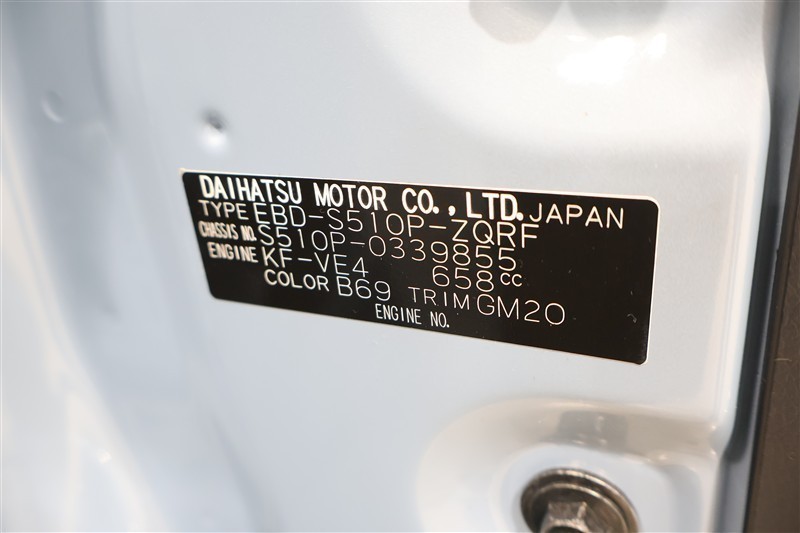 DAIHATSU MOTOR CO., LTD. JAPAN
TYPE EBD-S510P-ZQRF
CHASSIS NO. S510P-0339855
ENGINE KF-VE4 658cc
COLOR B69 TRIM GM20
ENGINE NO.